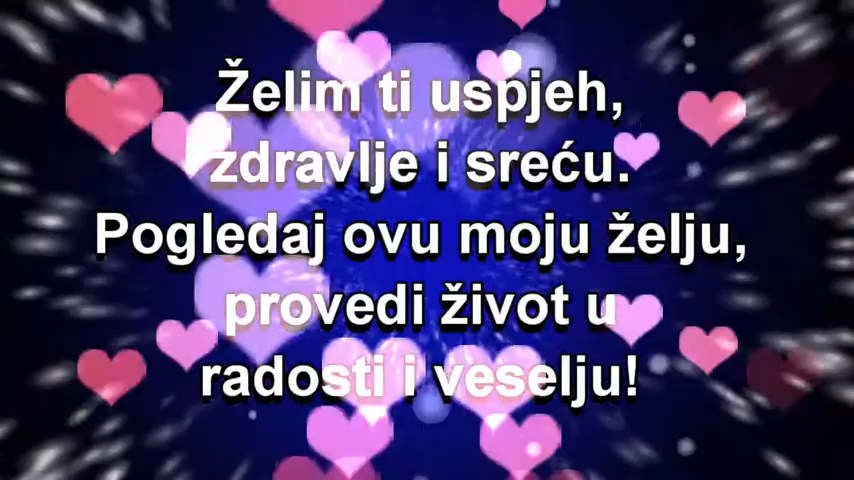 Želim ti uspjeh,
zdravlje i sreću.
Pogledaj ovu moju želju,
provedi život u
radosti i veselju!